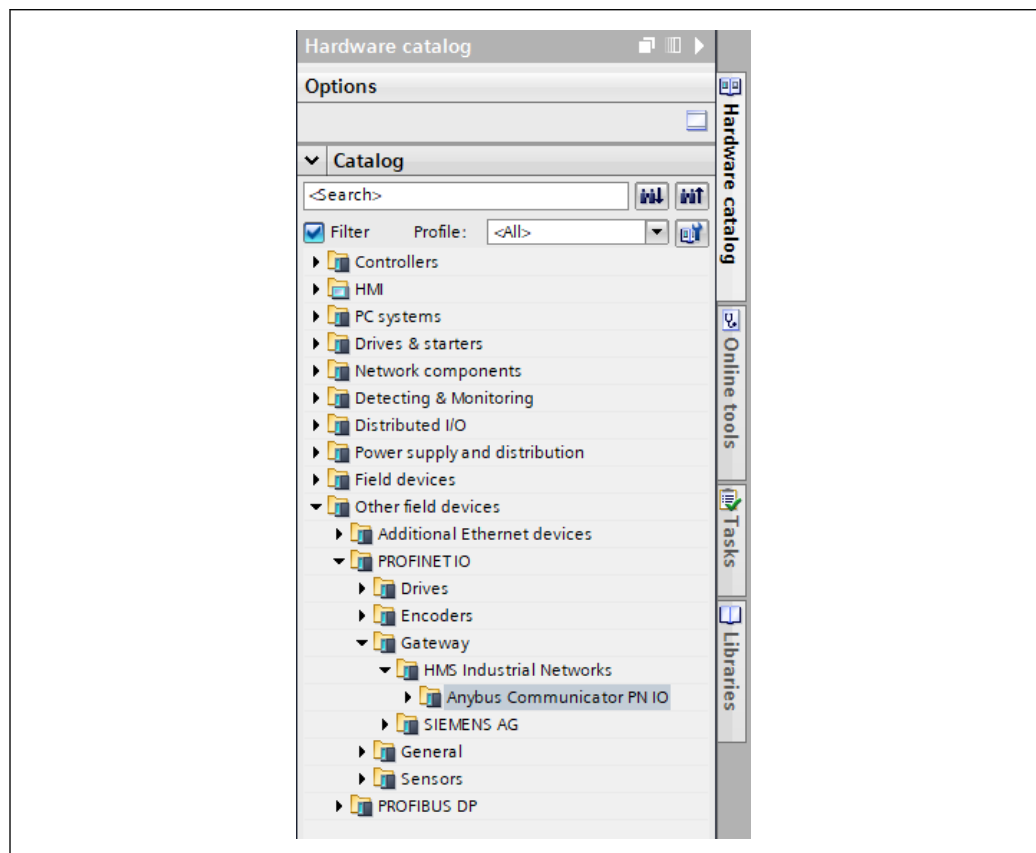 Hardware catalog
Options
Catalog
<Search>
Filter Profile: <All>
Controllers
HMI
PC systems
Drives & starters
Network components
Detecting & Monitoring
Distributed I/O
Power supply and distribution
Field devices
Other field devices
Additional Ethernet devices
PROFINET IO
Drives
Encoders
Gateway
HMS Industrial Networks
Anybus Communicator PN IO
SIEMENS AG
General
Sensors
PROFIBUS DP
Hardware catalog
Online tools
Tasks
Libraries